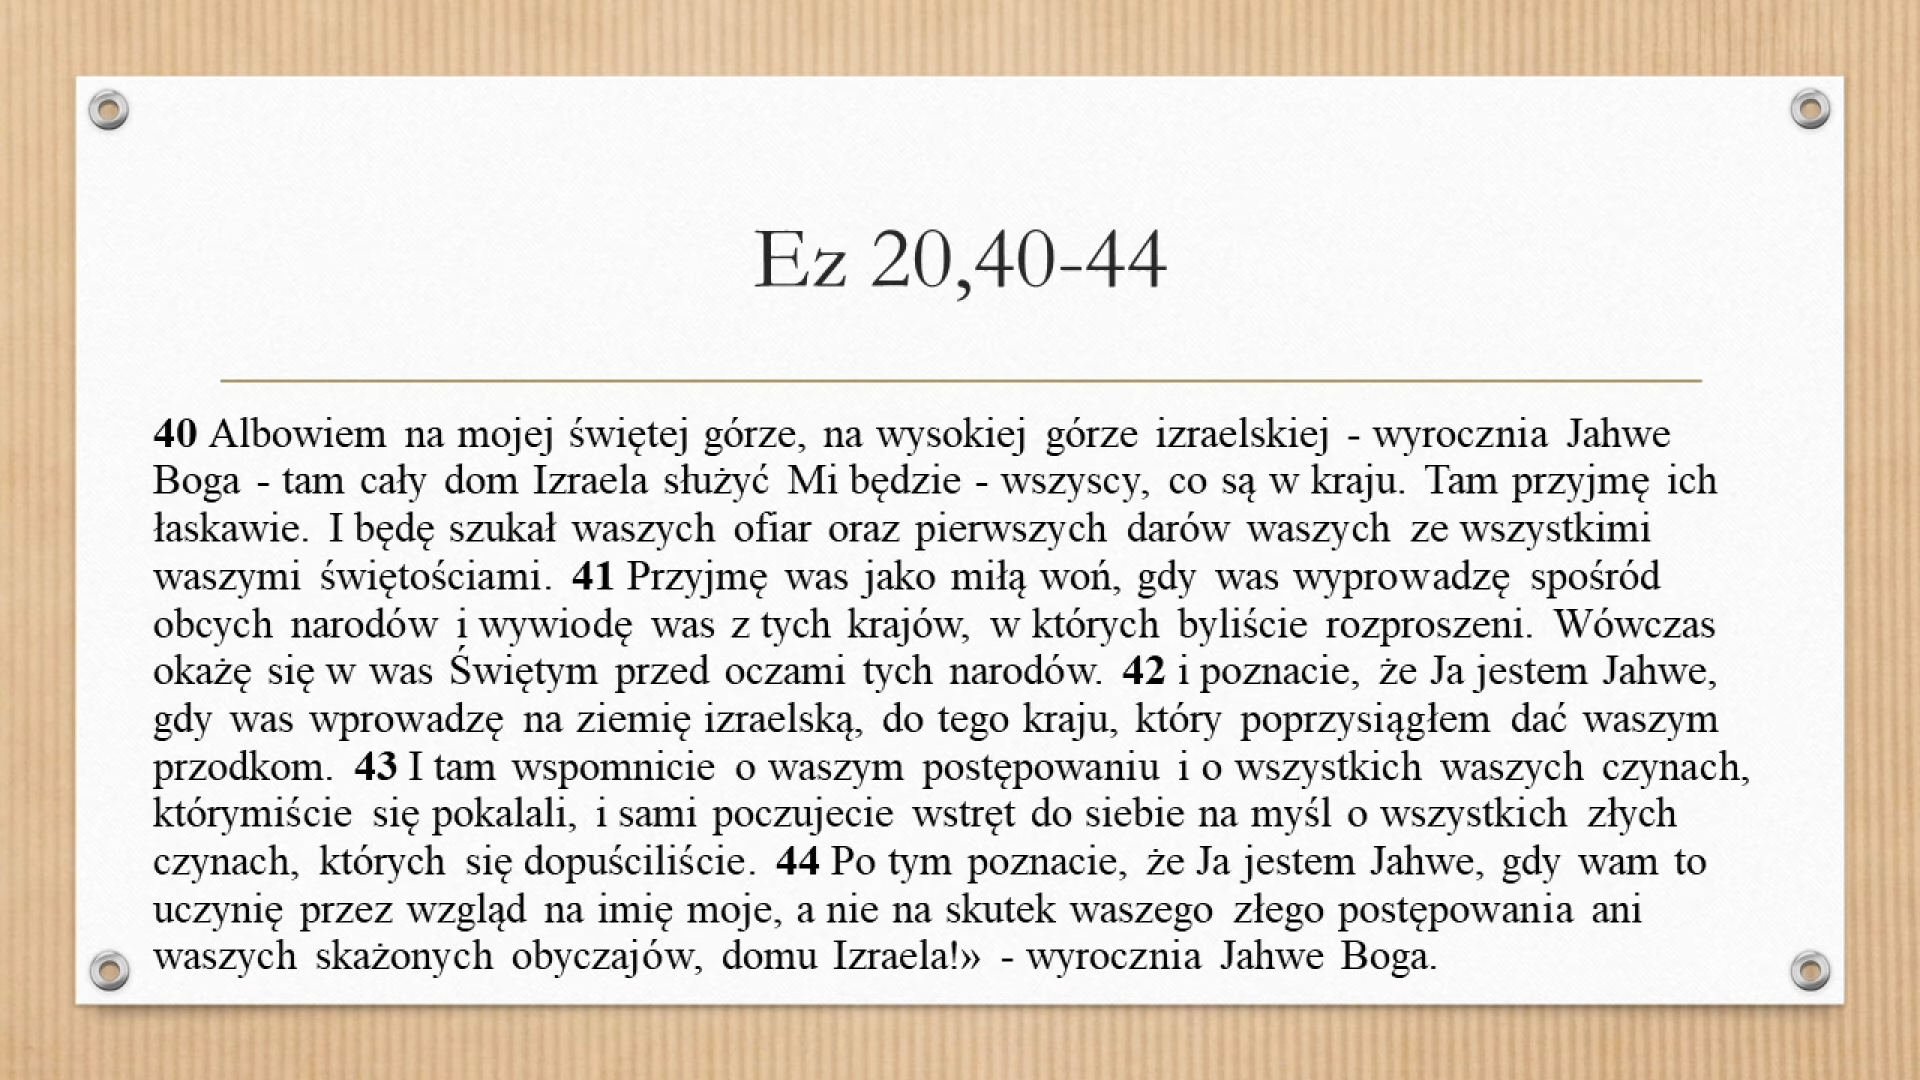 Ez 20,40-44
40 Albowiem na mojej świętej górze, na wysokiej górze izraelskiej - wyrocznia Jahwe
Boga - tam cały dom Izraela służyć Mi będzie - wszyscy, co są w kraju. Tam przyjmę ich
łaskawie. I będę szukał waszych ofiar oraz pierwszych darów waszych ze wszystkimi
waszymi świętościami. 41 Przyjmę was jako miłą woń, gdy was wyprowadzę spośród
obcych narodów i wywiodę was z tych krajów, w których byliście rozproszeni. Wówczas
okażę się w was Świętym przed oczami tych narodów. 42 i poznacie, że Ja jestem Jahwe,
gdy was wprowadzę na ziemię izraelską, do tego kraju, który poprzysiągłem dać waszym
przodkom. 43 I tam wspomnicie o waszym postępowaniu i o wszystkich waszych czynach,
którymiście się pokalali, i sami poczujecie wstręt do siebie na myśl o wszystkich złych
czynach, których się dopuściliście. 44 Po tym poznacie, że Ja jestem Jahwe, gdy wam to
uczynię przez wzgląd na imię moje, a nie na skutek waszego złego postępowania ani
waszych skażonych obyczajów, domu Izraela!» - wyrocznia Jahwe Boga.